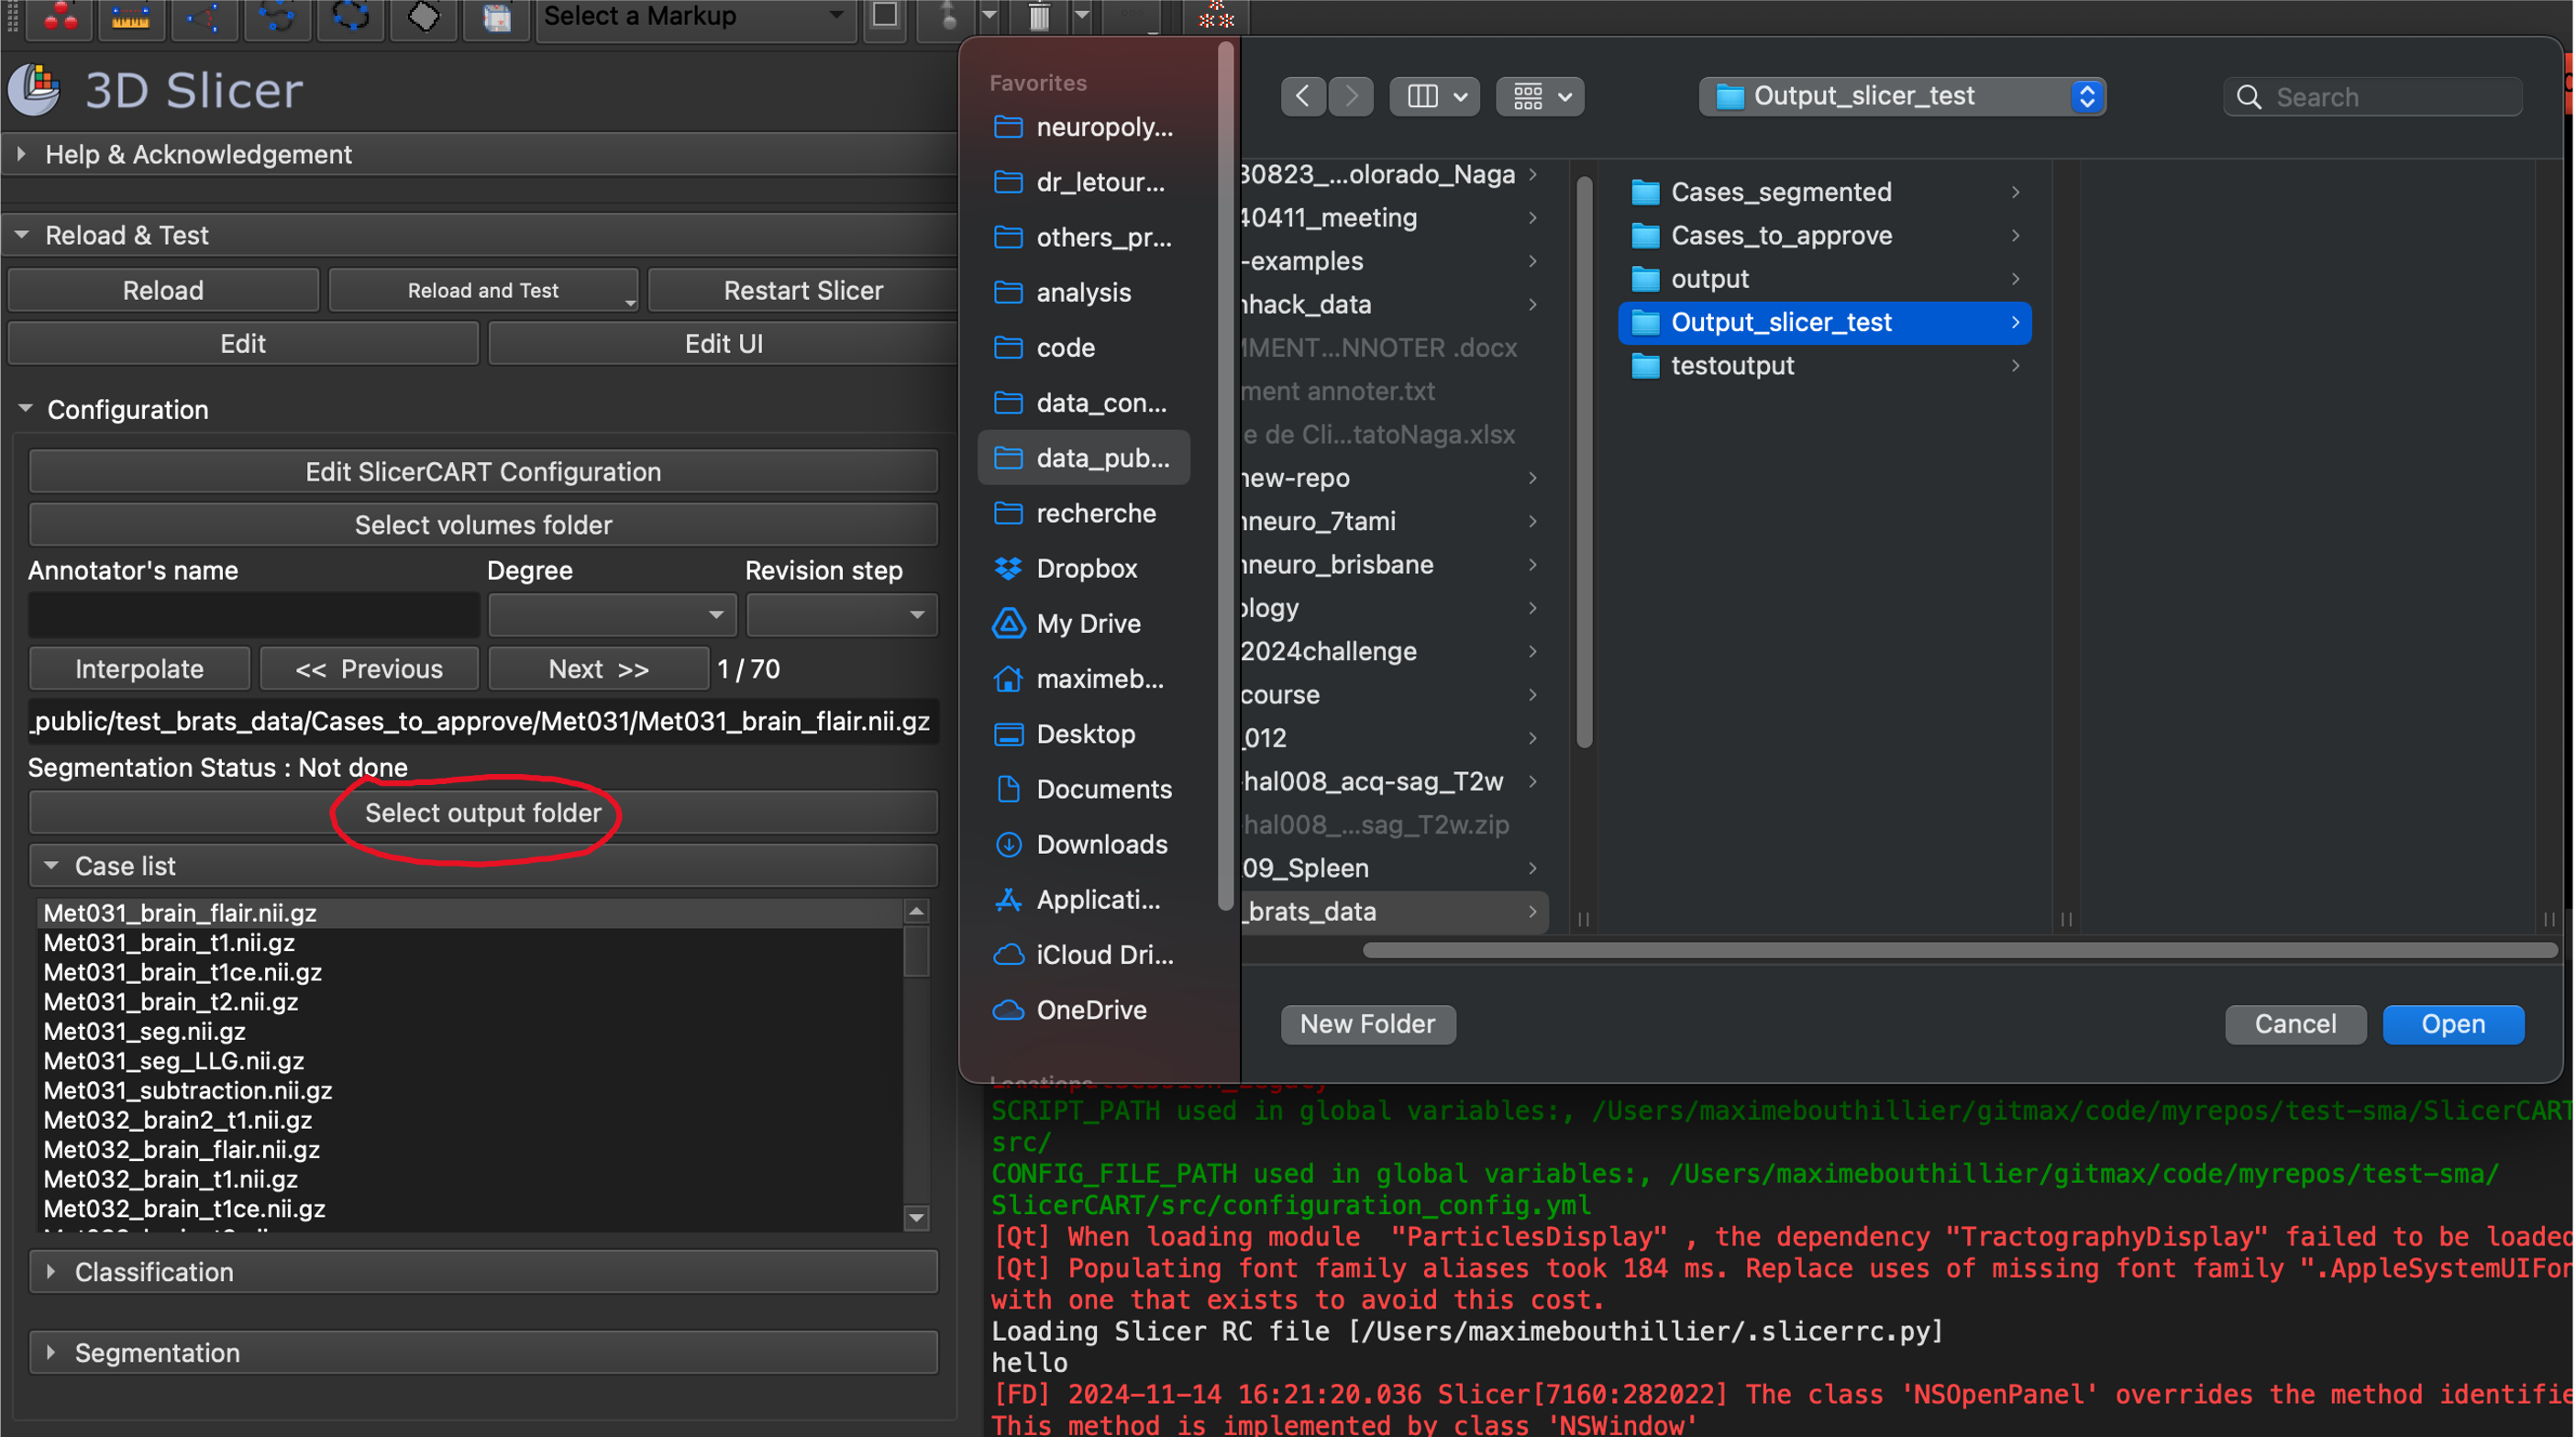 Select a Markup
3D Slicer
Help & Acknowledgement
Reload & Test
Reload
Reload and Test
Restart Slicer
Edit
Edit UI
Configuration
Edit SlicerCART Configuration
Select volumes folder
Annotator's name
Degree
Revision step
Interpolate
<< Previous
Next >>
1 / 70
_public/test_brats_data/Cases_to_approve/Met031/Met031_brain_flair.nii.gz
Segmentation Status : Not done
Select output folder
Case list
Met031_brain_flair.nii.gz
Met031_brain_t1.nii.gz
Met031_brain_t1ce.nii.gz
Met031_brain_t2.nii.gz
Met031_seg.nii.gz
Met031_seg_LLG.nii.gz
Met031_subtraction.nii.gz
Met032_brain2_t1.nii.gz
Met032_brain_flair.nii.gz
Met032_brain_t1.nii.gz
Met032_brain_t1ce.nii.gz
Classification
Segmentation
Favorites
neuropoly...
dr_letour...
others_pr...
analysis
code
data_con...
data_pub...
recherche
Dropbox
My Drive
maximeb...
Desktop
Documents
Downloads
Applicati...
iCloud Dri...
OneDrive
Locations
Output_slicer_test
Search
30823_...olorado_Naga
40411_meeting
-examples
hack_data
MENT...NNOTER .docx
ment annoter.txt
e de Cli...tatoNaga.xlsx
new-repo
neuro_7tami
neuro_brisbane
ology
2024challenge
course
_012
-hal008_acq-sag_T2w
-hal008_...sag_T2w.zip
09_Spleen
_brats_data
Cases_segmented
Cases_to_approve
output
Output_slicer_test
testoutput
New Folder
Cancel
Open
SCRIPT_PATH used in global variables:, /Users/maximebouthillier/gitmax/code/myrepos/test-sma/SlicerCART
src/
CONFIG_FILE_PATH used in global variables:, /Users/maximebouthillier/gitmax/code/myrepos/test-sma/
SlicerCART/src/configuration_config.yml
[Qt] When loading module "ParticlesDisplay" , the dependency "TractographyDisplay" failed to be loaded
[Qt] Populating font family aliases took 184 ms. Replace uses of missing font family ".AppleSystemUIFon
with one that exists to avoid this cost.
Loading Slicer RC file [/Users/maximebouthillier/.slicerrc.py]
hello
[FD] 2024-11-14 16:21:20.036 Slicer[7160:282022] The class 'NSOpenPanel' overrides the method identifie
This method is implemented by class 'NSWindow'